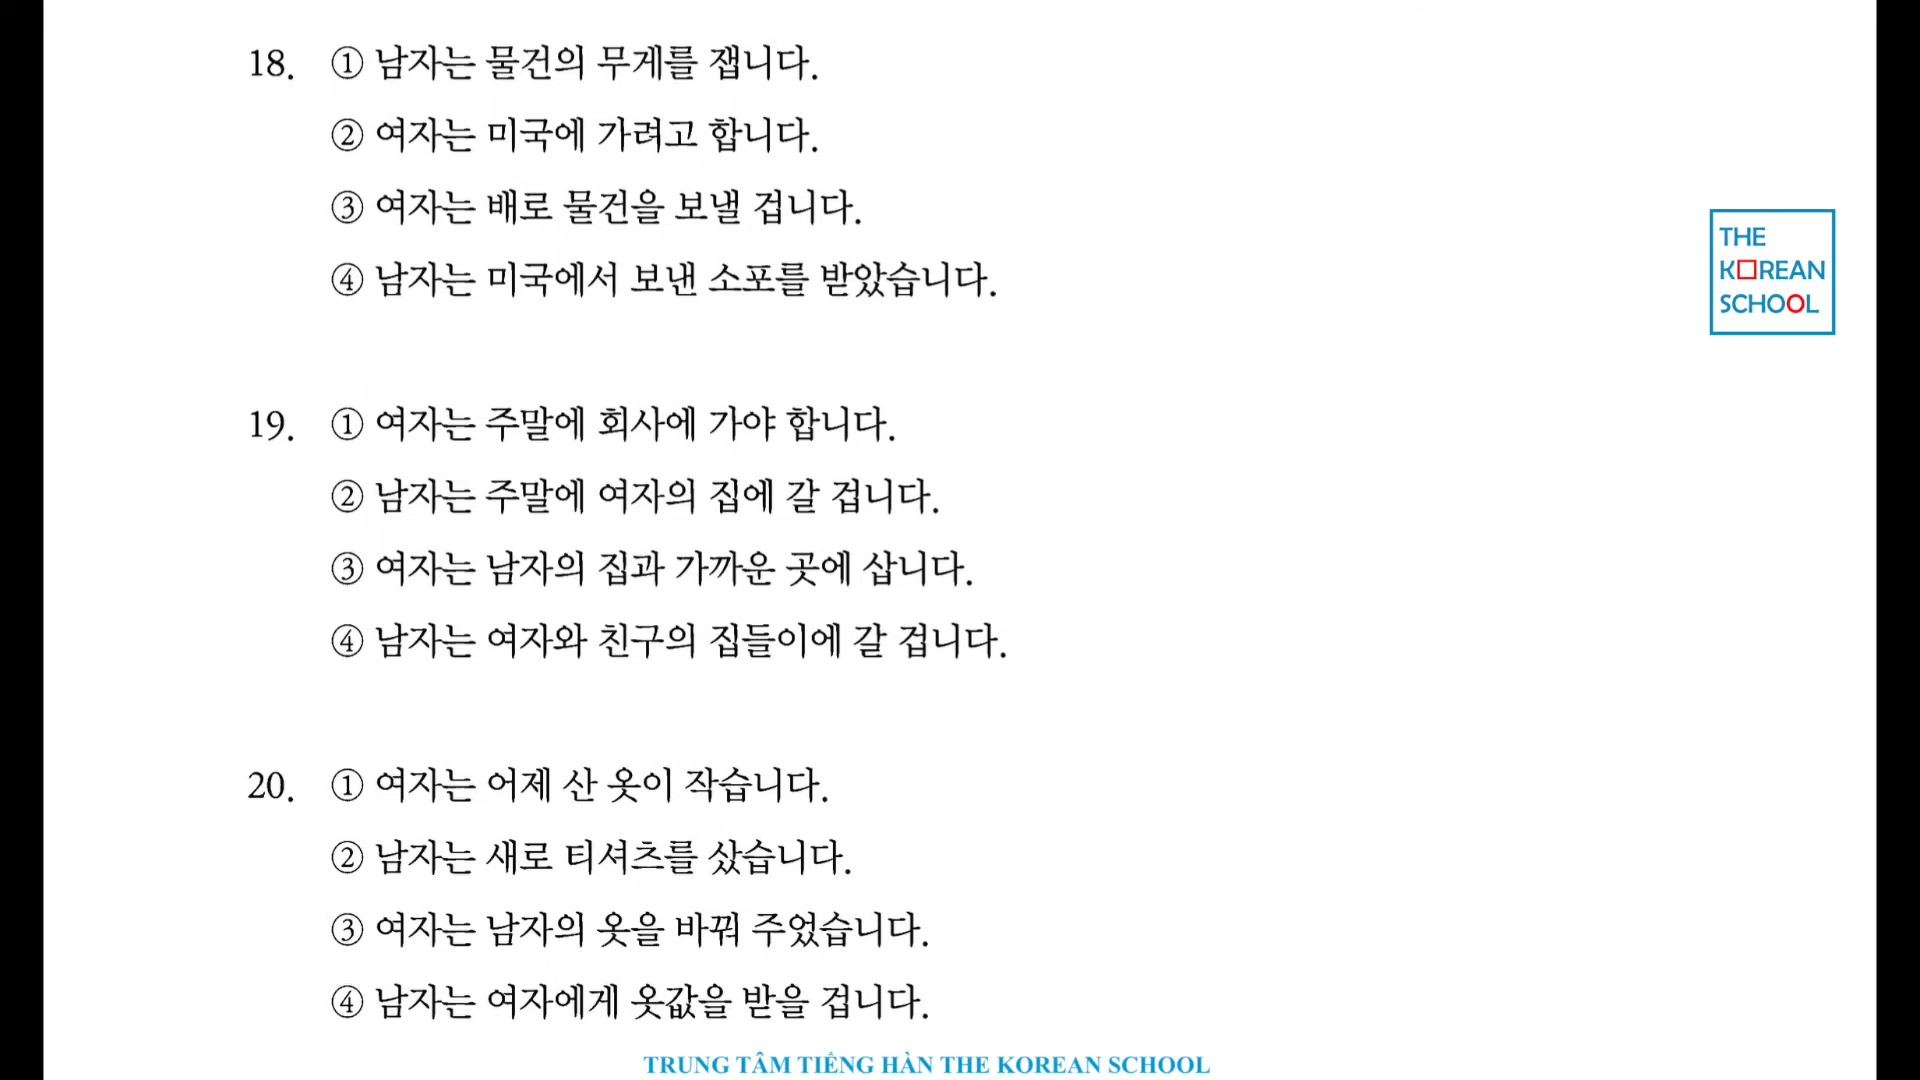 18. ① 남자는 물건의 무게를 잽니다.
② 여자는 미국에 가려고 합니다.
③ 여자는 배로 물건을 보낼 겁니다.
④ 남자는 미국에서 보낸 소포를 받았습니다.
THE
KOREAN
SCHOOL
19. ① 여자는 주말에 회사에 가야 합니다.
② 남자는 주말에 여자의 집에 갈 겁니다.
③ 여자는 남자의 집과 가까운 곳에 삽니다.
④ 남자는 여자와 친구의 집들이에 갈 겁니다.
20. ① 여자는 어제 산 옷이 작습니다.
② 남자는 새로 티셔츠를 샀습니다.
③ 여자는 남자의 옷을 바꿔 주었습니다.
④ 남자는 여자에게 옷값을 받을 겁니다.
TRUNG TÂM TIẾNG HÀN THE KOREAN SCHOOL